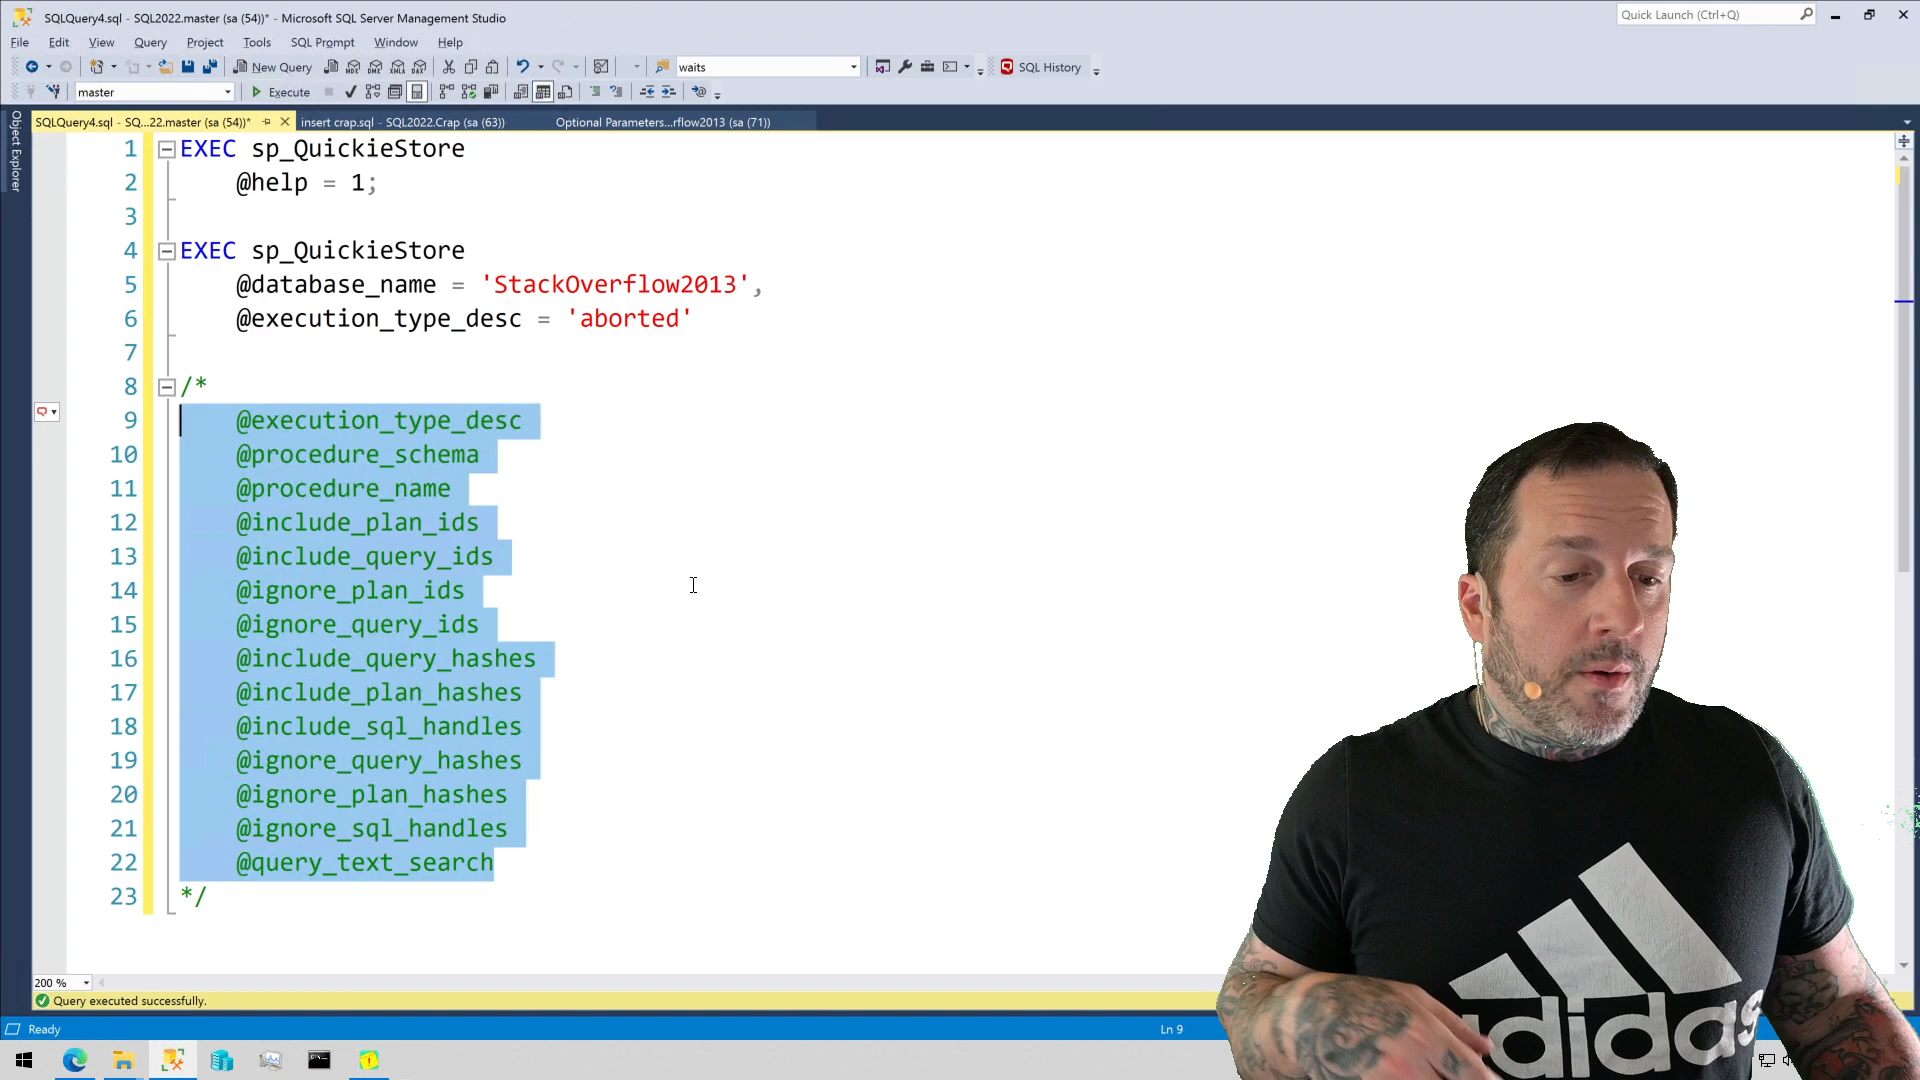 SQLQuery4.sql - SQL2022.master (sa (54))* - Microsoft SQL Server Management Studio
Quick Launch (Ctrl+Q)
File Edit View Query Project Tools SQL Prompt Window Help
New Query
waits
SQL History
master
Execute
SQLQuery4.sql - SQ...22.master (sa (54))*
insert crap.sql - SQL2022.Crap (sa (63))
Optional Parameters...rflow2013 (sa (71))
Object Explorer
1 EXEC sp_QuickieStore
2 @help = 1;
3
4 EXEC sp_QuickieStore
5 @database_name = 'StackOverflow2013',
6 @execution_type_desc = 'aborted'
7
8 /*
9 @execution_type_desc
10 @procedure_schema
11 @procedure_name
12 @include_plan_ids
13 @include_query_ids
14 @ignore_plan_ids
15 @ignore_query_ids
16 @include_query_hashes
17 @include_plan_hashes
18 @include_sql_handles
19 @ignore_query_hashes
20 @ignore_plan_hashes
21 @ignore_sql_handles
22 @query_text_search
23 */
200 %
Query executed successfully.
Ready
Ln 9
adidas